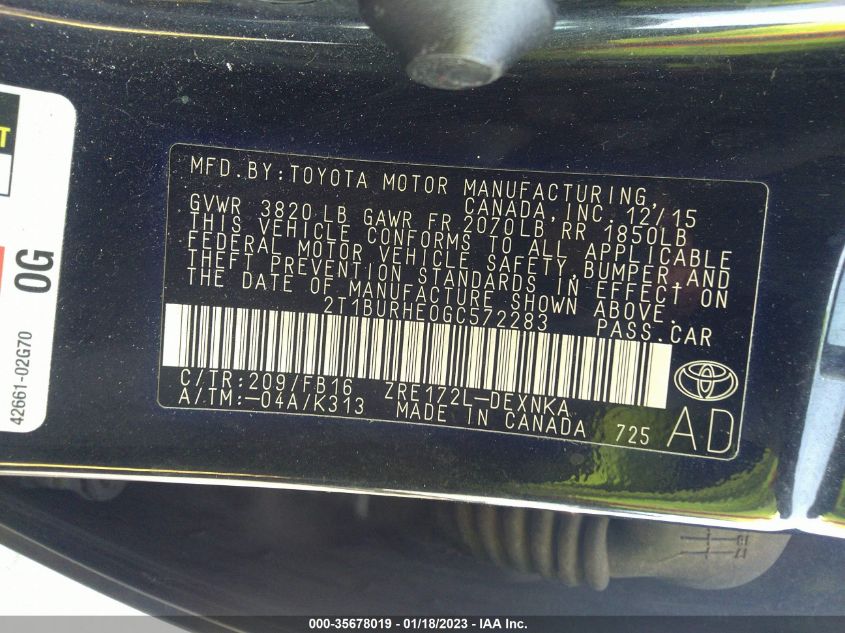 MFD.BY:TOYOTA MOTOR MANUFACTURING,
CANADA, INC. 12/15
GVWR 3820 LB GAWR FR 2070LB RR 1850LB
THIS VEHICLE CONFORMS TO ALL APPLICABLE
FEDERAL MOTOR VEHICLE SAFETY, BUMPER AND
THEFT PREVENTION STANDARDS IN EFFECT ON
THE DATE OF MANUFACTURE SHOWN ABOVE.
2T1BURHE0GC572283 PASS.CAR
C/TR:209/FB16 ZRE172L-DEXNKA
A/TM:-04A/K313 MADE IN CANADA 725
AD
T
OG
42661-02G70
000-35678019 - 01/18/2023 - IAA Inc.